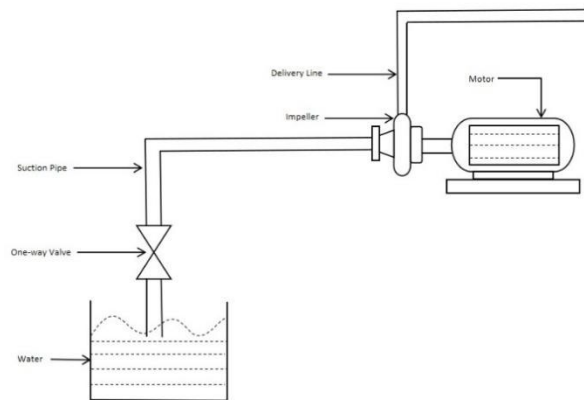 Delivery Line
Motor
Impeller
Suction Pipe
One-way Valve
Water